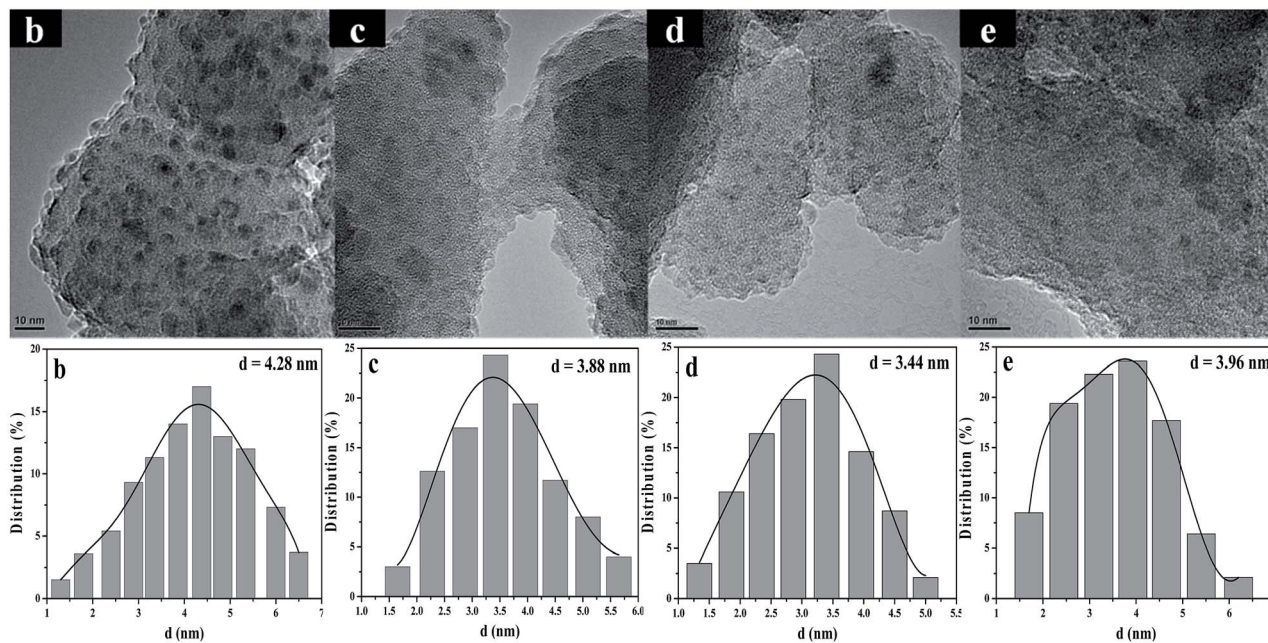 b
c
d
e
10 nm
10 nm
10 nm
10 nm
b
d = 4.28 nm
Distribution (%)
20
15
10
5
0
1 2 3 4 5 6 7
d (nm)
c
d = 3.88 nm
Distribution (%)
25
20
15
10
5
0
1.0 1.5 2.0 2.5 3.0 3.5 4.0 4.5 5.0 5.5 6.0
d (nm)
d
d = 3.44 nm
Distribution (%)
25
20
15
10
5
0
1.0 1.5 2.0 2.5 3.0 3.5 4.0 4.5 5.0 5.5
d (nm)
e
d = 3.96 nm
Distribution (%)
25
20
15
10
5
0
1 2 3 4 5 6
d (nm)